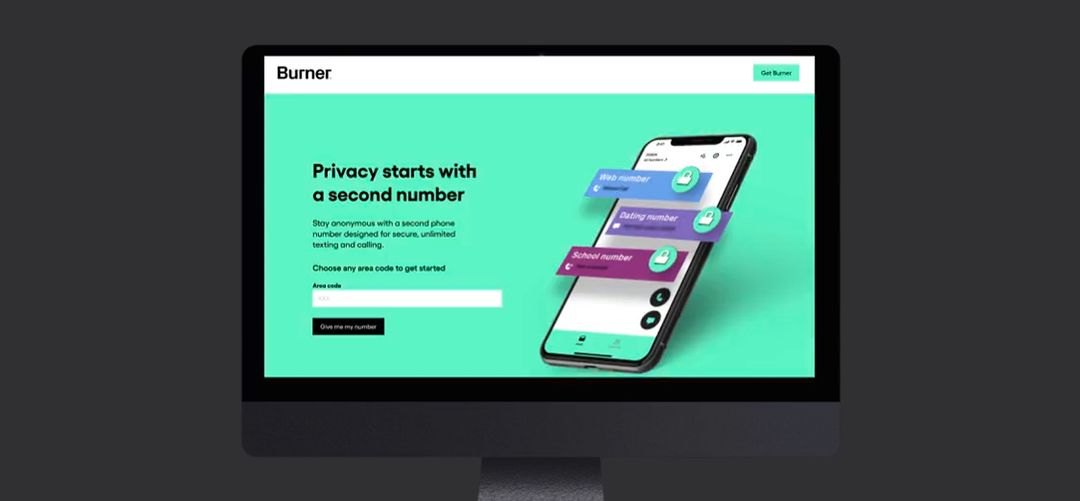 Burner
Get Burner
Privacy starts with
a second number
Stay anonymous with a second phone
number designed for secure, unlimited
texting and calling.
Choose any area code to get started
Area code
Give me my number
Web number
Dating number
School number